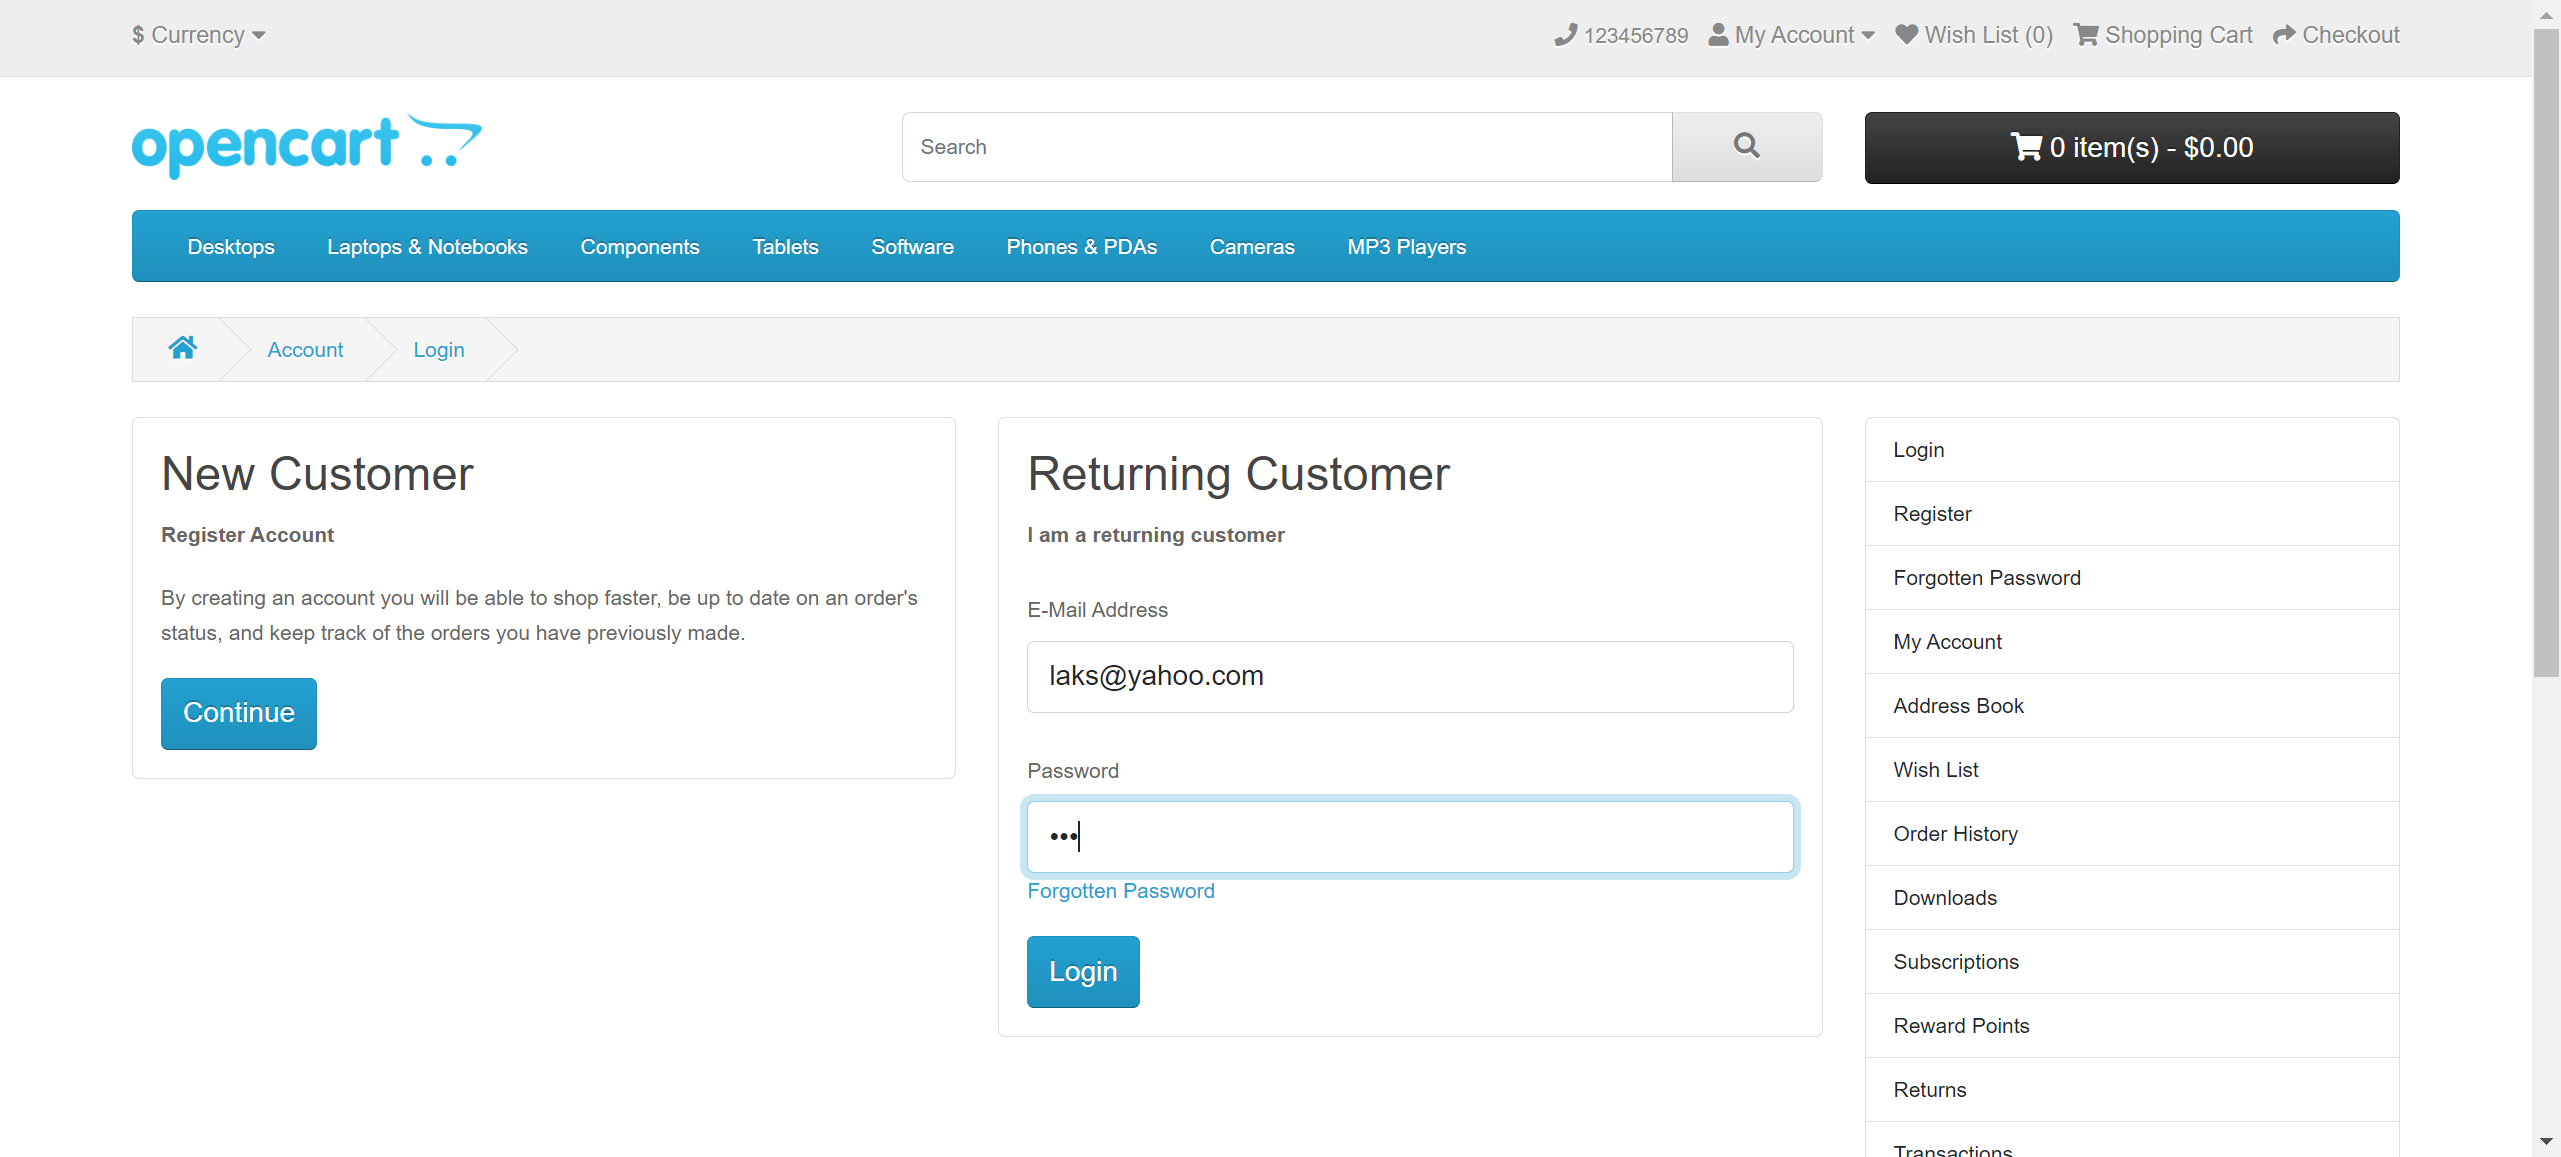 $ Currency
123456789 My Account Wish List (0) Shopping Cart Checkout
opencart
Search
0 item(s) - $0.00
Desktops Laptops & Notebooks Components Tablets Software Phones & PDAs Cameras MP3 Players
Account Login
New Customer
Register Account
By creating an account you will be able to shop faster, be up to date on an order's
status, and keep track of the orders you have previously made.
Continue
Returning Customer
I am a returning customer
E-Mail Address
laks@yahoo.com
Password
•••
Forgotten Password
Login
Login
Register
Forgotten Password
My Account
Address Book
Wish List
Order History
Downloads
Subscriptions
Reward Points
Returns
Transactions